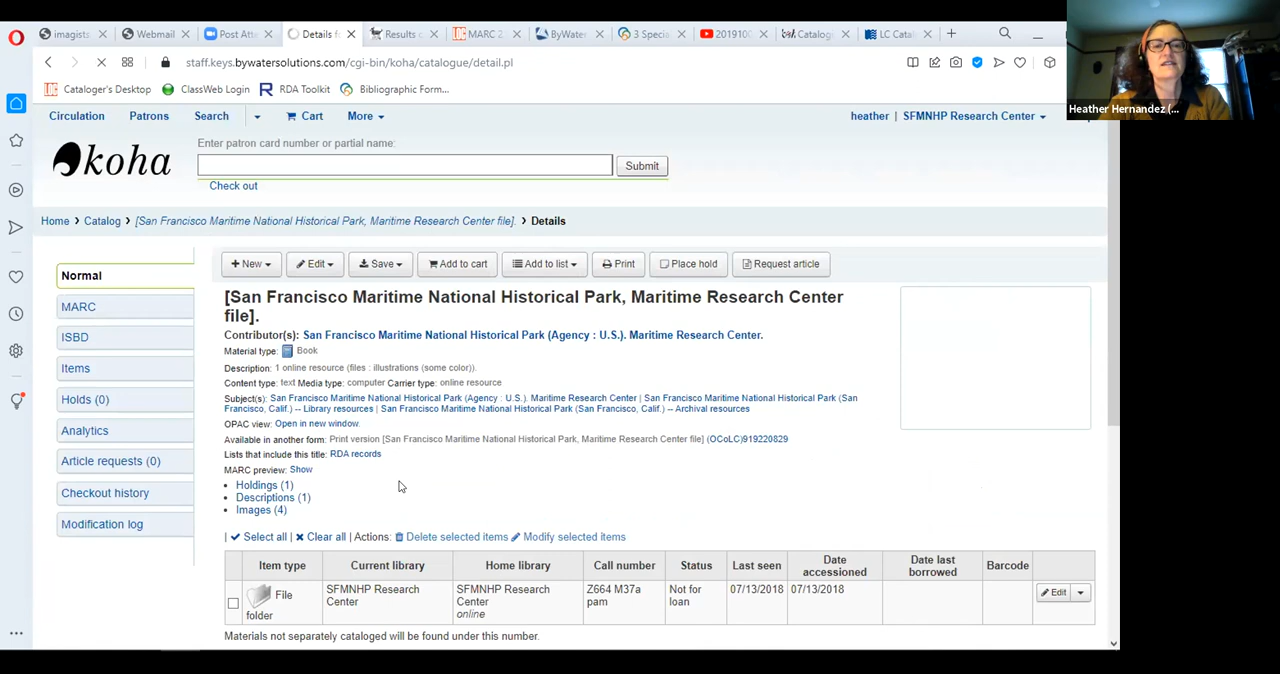 imagists
Webmail
Post Atte
Details f
Results o
MARC 2
ByWater
3 Specia
2019100
Catalog
LC Catal
staff.keys.bywatersolutions.com/cgi-bin/koha/catalogue/detail.pl
Cataloger's Desktop ClassWeb Login RDA Toolkit Bibliographic Form...
Heather Hernandez (...
Circulation Patrons Search Cart More heather | SFMNHP Research Center
koha
Enter patron card number or partial name:
Submit
Check out
Home › Catalog › [San Francisco Maritime National Historical Park, Maritime Research Center file]. › Details
Normal
MARC
ISBD
Items
Holds (0)
Analytics
Article requests (0)
Checkout history
Modification log
+ New Edit Save Add to cart Add to list Print Place hold Request article
[San Francisco Maritime National Historical Park, Maritime Research Center
file].
Contributor(s): San Francisco Maritime National Historical Park (Agency : U.S.). Maritime Research Center.
Material type: Book
Description: 1 online resource (files : illustrations (some color)).
Content type: text Media type: computer Carrier type: online resource
Subject(s): San Francisco Maritime National Historical Park (Agency : U.S.). Maritime Research Center | San Francisco Maritime National Historical Park (San
Francisco, Calif.) -- Library resources | San Francisco Maritime National Historical Park (San Francisco, Calif.) -- Archival resources
OPAC view: Open in new window.
Available in another form: Print version [San Francisco Maritime National Historical Park, Maritime Research Center file] (OCoLC)919220829
Lists that include this title: RDA records
MARC preview: Show
Holdings (1)
Descriptions (1)
Images (4)
| Select all | Clear all | Actions: Delete selected items Modify selected items
Item type
Current library
Home library
Call number
Status
Last seen
Date accessioned
Date last borrowed
Barcode
File folder
SFMNHP Research Center
SFMNHP Research Center online
Z664 M37a pam
Not for loan
07/13/2018
07/13/2018
Edit
Materials not separately cataloged will be found under this number.